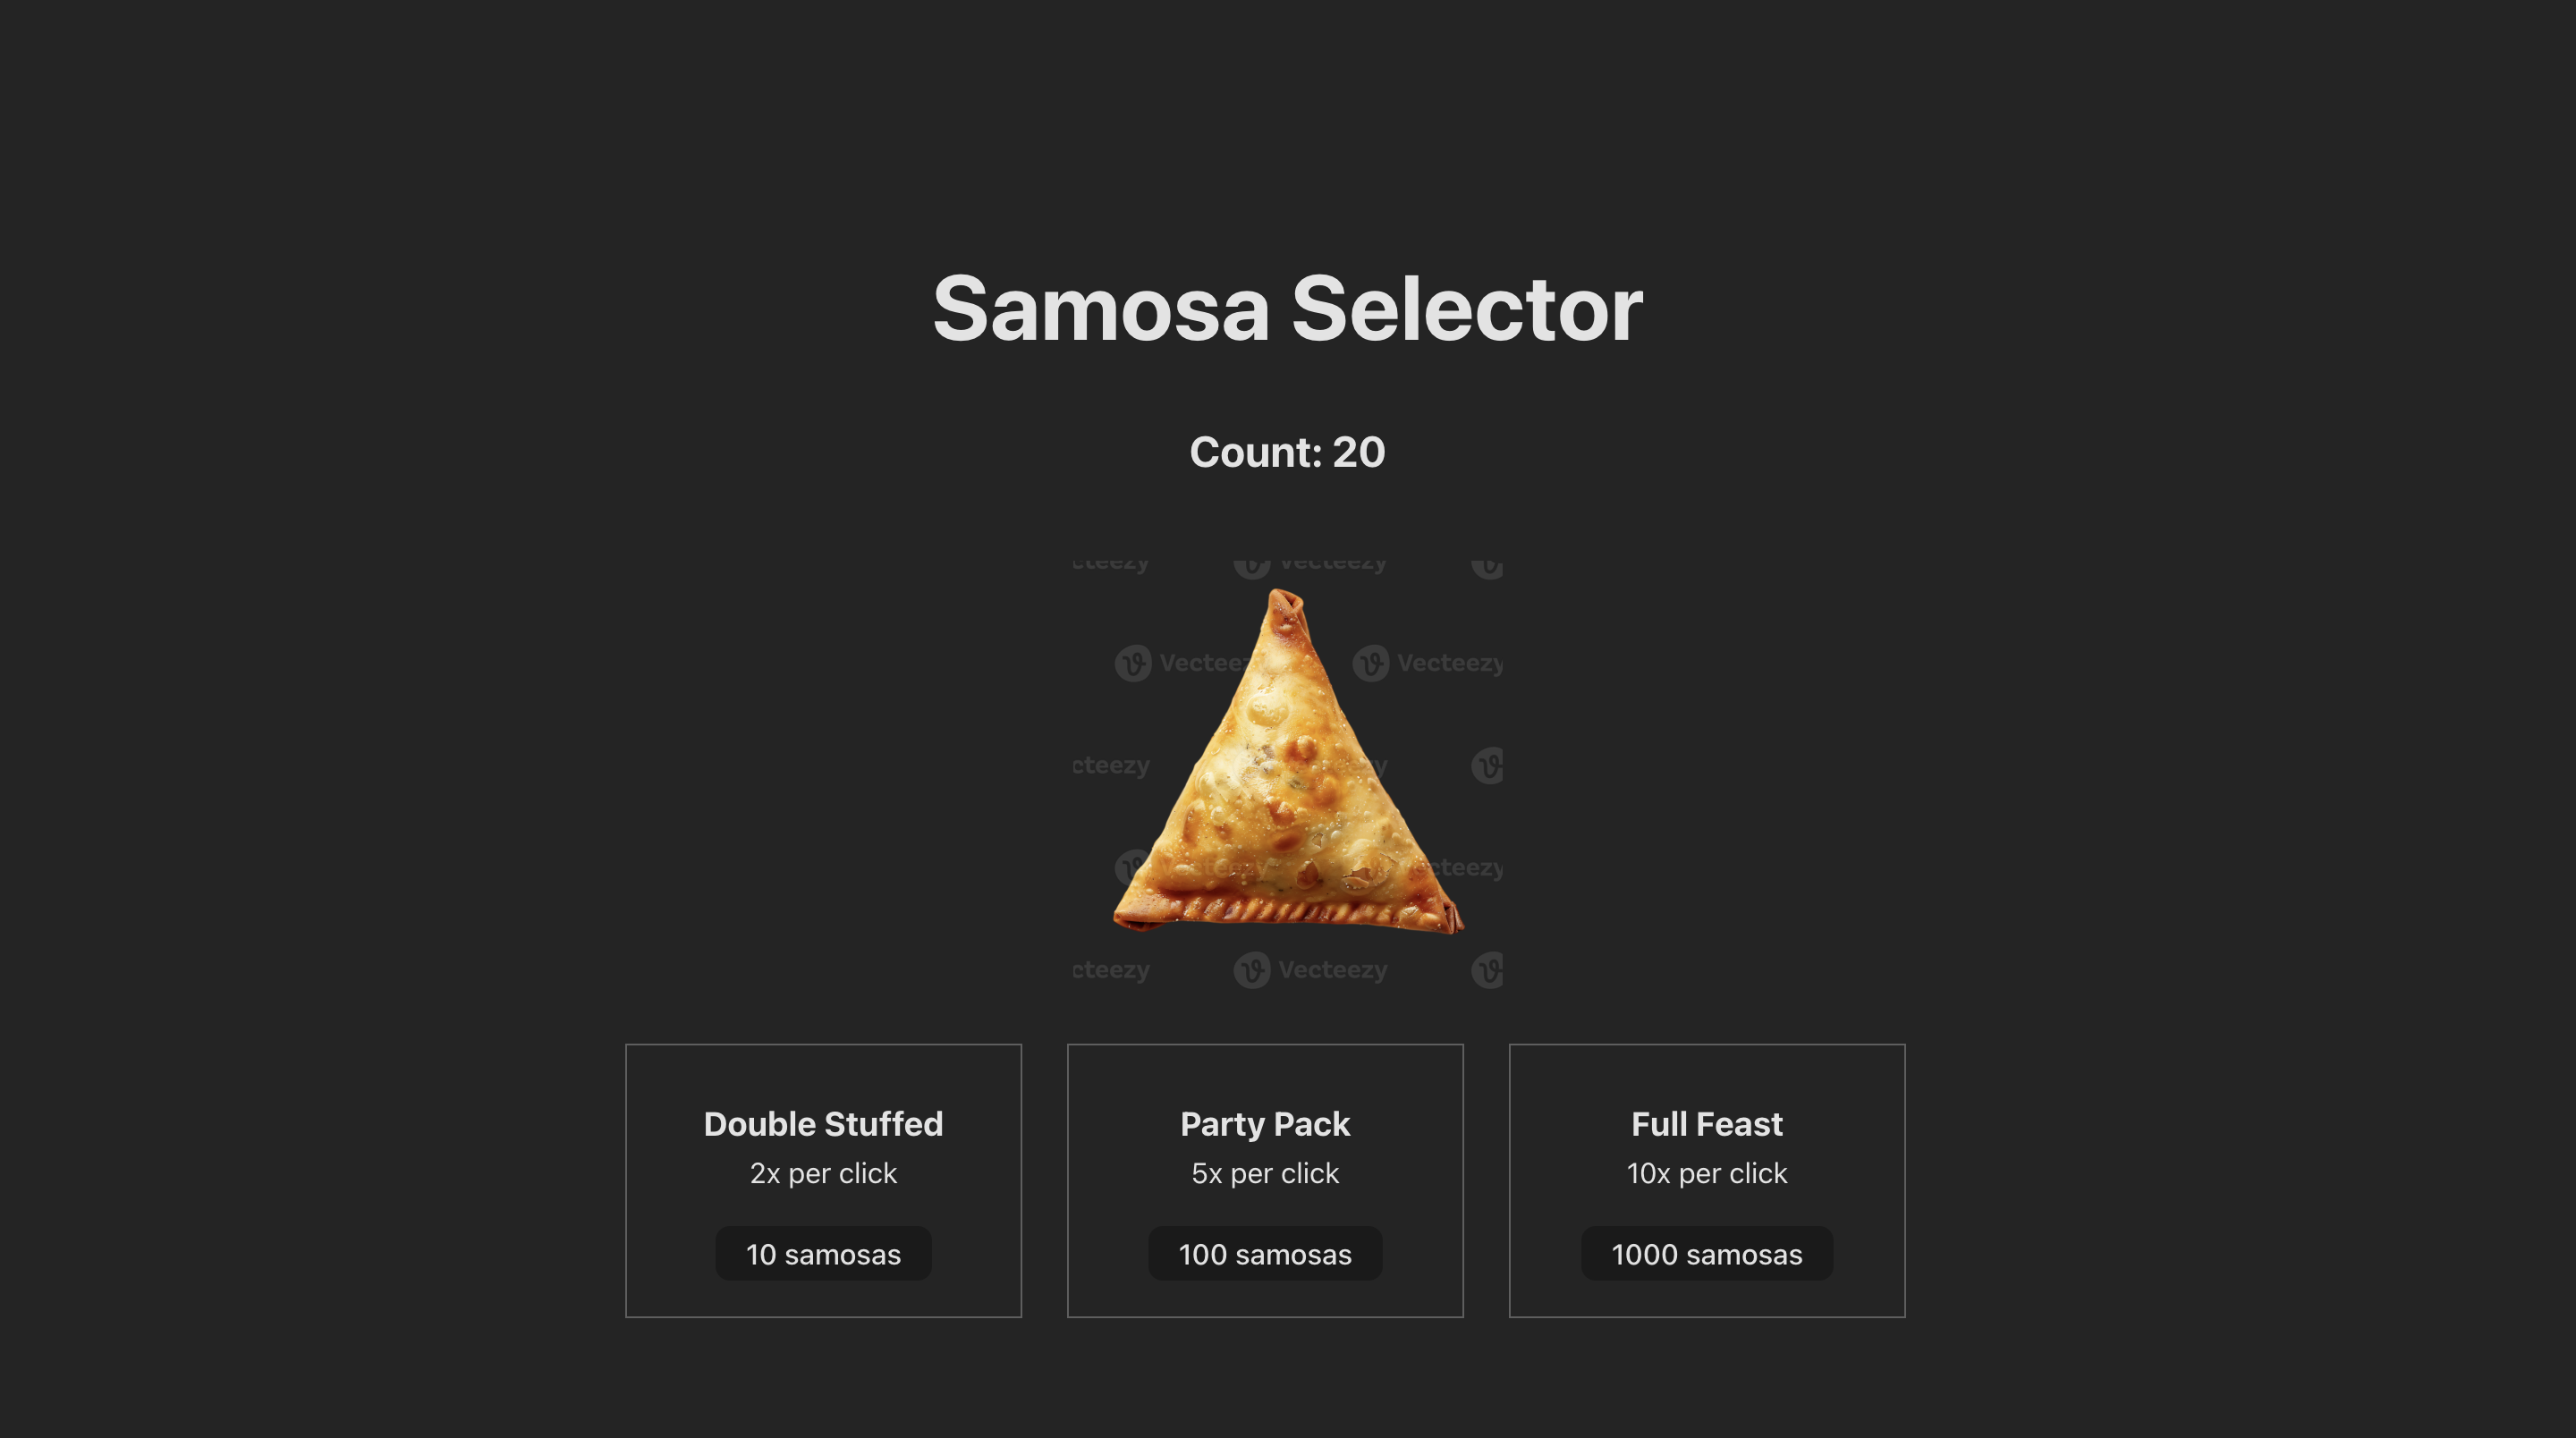 Samosa Selector
Count: 20
cteezy Vecteezy
Vecteez Vecteezy
cteezy
cteezy
cteezy Vecteezy
Double Stuffed
2x per click
10 samosas
Party Pack
5x per click
100 samosas
Full Feast
10x per click
1000 samosas